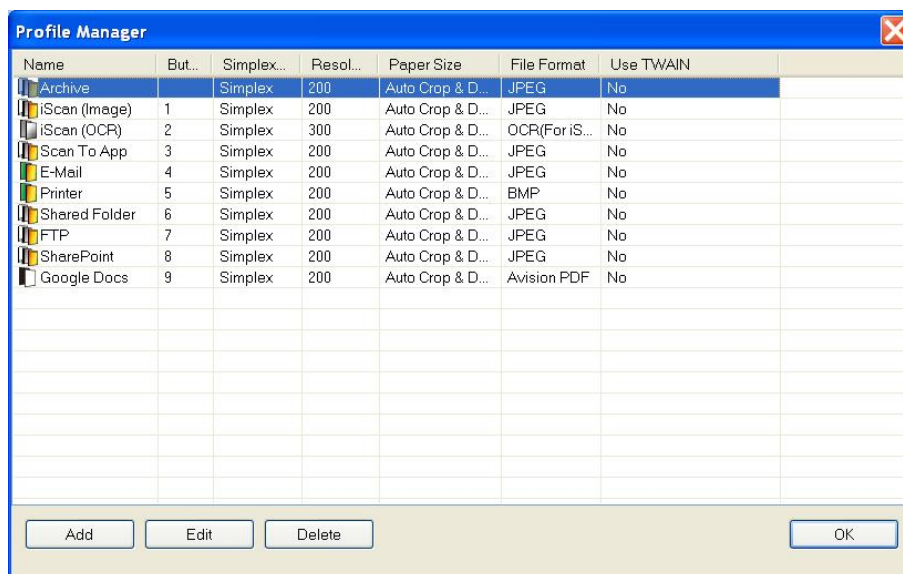 Profile Manager
Name But... Simplex... Resol... Paper Size File Format Use TWAIN
Archive Simplex 200 Auto Crop & D... JPEG No
iScan (Image) 1 Simplex 200 Auto Crop & D... JPEG No
iScan (OCR) 2 Simplex 300 Auto Crop & D... OCR(For iS... No
Scan To App 3 Simplex 200 Auto Crop & D... JPEG No
E-Mail 4 Simplex 200 Auto Crop & D... JPEG No
Printer 5 Simplex 200 Auto Crop & D... BMP No
Shared Folder 6 Simplex 200 Auto Crop & D... JPEG No
FTP 7 Simplex 200 Auto Crop & D... JPEG No
SharePoint 8 Simplex 200 Auto Crop & D... JPEG No
Google Docs 9 Simplex 200 Auto Crop & D... Avision PDF No
Add Edit Delete OK